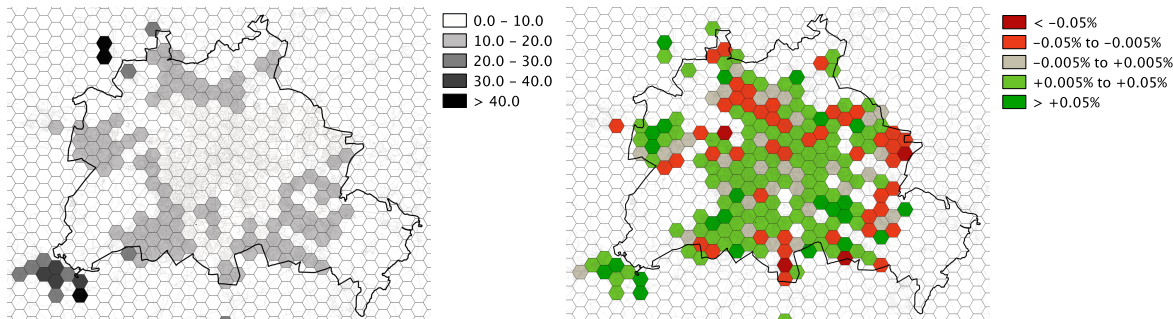 0.0 – 10.0
10.0 – 20.0
20.0 – 30.0
30.0 – 40.0
> 40.0
< –0.05%
–0.05% to –0.005%
–0.005% to +0.005%
+0.005% to +0.05%
> +0.05%